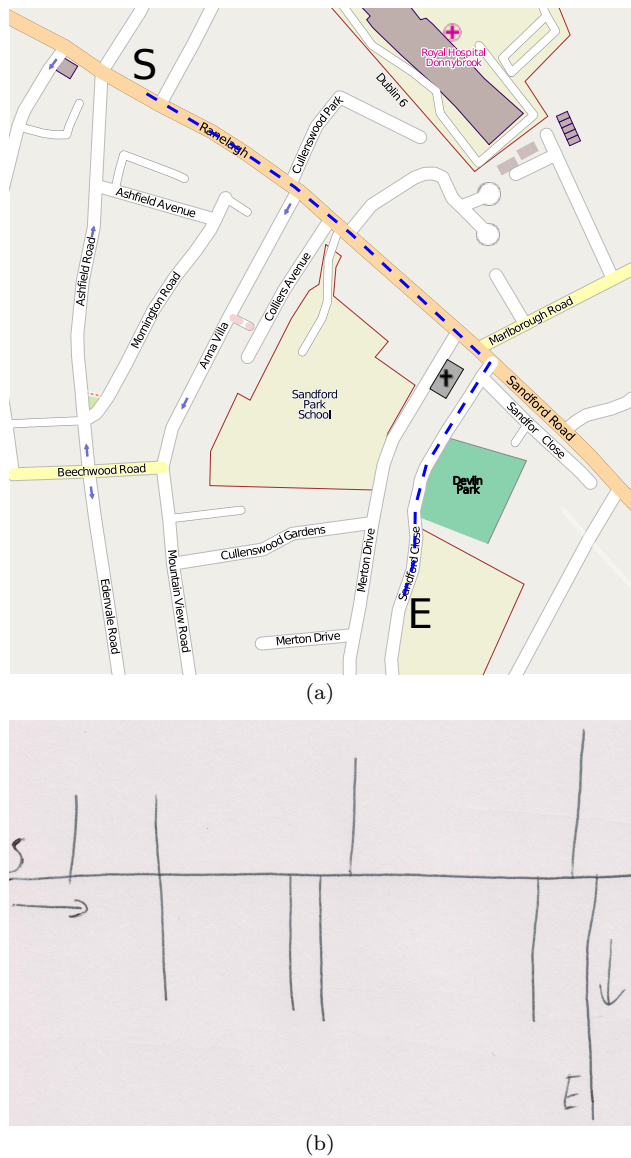 S
Royal Hospital
Donnybrook
Dublin 6
Ranelagh
Cullenswood Park
Ashfield Avenue
Ashfield Road
Mornington Road
Colliers Avenue
Anna Villa
Marlborough Road
Sandford
Park
School
Sandford Road
Sandfor  Close
Devlin
Park
Beechwood Road
Cullenswood Gardens
Merton Drive
Sandford Close
Mountain View Road
Edenvale Road
E
Merton Drive
(a)
S
E
(b)